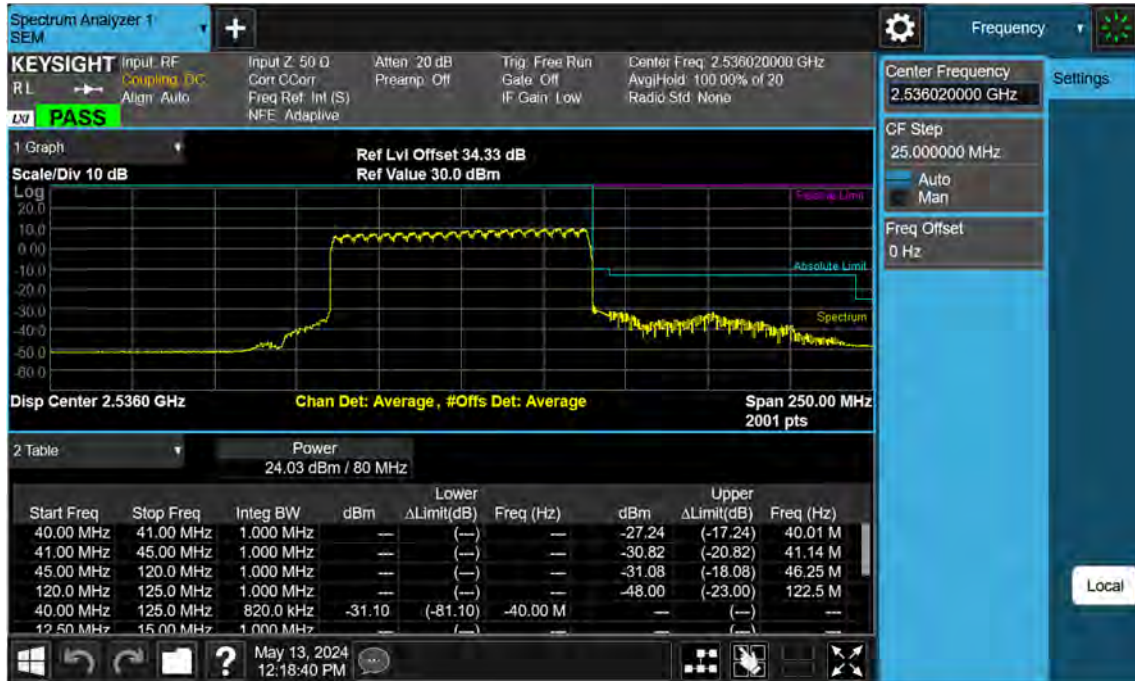 Spectrum Analyzer 1
SEM
+
Frequency
KEYSIGHT
RL
LXI PASS
Input: RF
Coupling: DC
Align: Auto
Input Z: 50 Ω
Corr CCorr
Freq Ref: Int (S)
NFE: Adaptive
Atten: 20 dB
Preamp: Off
Trig: Free Run
Gate: Off
IF Gain: Low
Center Freq: 2.536020000 GHz
Avg|Hold: 100.00% of 20
Radio Std: None
Center Frequency
2.536020000 GHz
Settings
CF Step
25.000000 MHz
Auto
Man
Freq Offset
0 Hz
Local
1 Graph
Scale/Div 10 dB
Ref Lvl Offset 34.33 dB
Ref Value 30.0 dBm
Log
20.0
10.0
0.00
-10.0
-20.0
-30.0
-40.0
-50.0
-60.0
Absolute Limit
Spectrum
Disp Center 2.5360 GHz
Chan Det: Average, #Offs Det: Average
Span 250.00 MHz
2001 pts
2 Table
Power
24.03 dBm / 80 MHz
Lower Upper
Start Freq Stop Freq Integ BW dBm ΔLimit(dB) Freq (Hz) dBm ΔLimit(dB) Freq (Hz)
40.00 MHz 41.00 MHz 1.000 MHz --- (---) --- -27.24 (-17.24) 40.01 M
41.00 MHz 45.00 MHz 1.000 MHz --- (---) --- -30.82 (-20.82) 41.14 M
45.00 MHz 120.0 MHz 1.000 MHz --- (---) --- -31.08 (-18.08) 46.25 M
120.0 MHz 125.0 MHz 1.000 MHz --- (---) --- -48.00 (-23.00) 122.5 M
40.00 MHz 125.0 MHz 820.0 kHz -31.10 (-81.10) -40.00 M --- (---) ---
12.50 MHz 15.00 MHz 1.000 MHz --- (---) --- --- (---) ---
?
May 13, 2024
12:18:40 PM